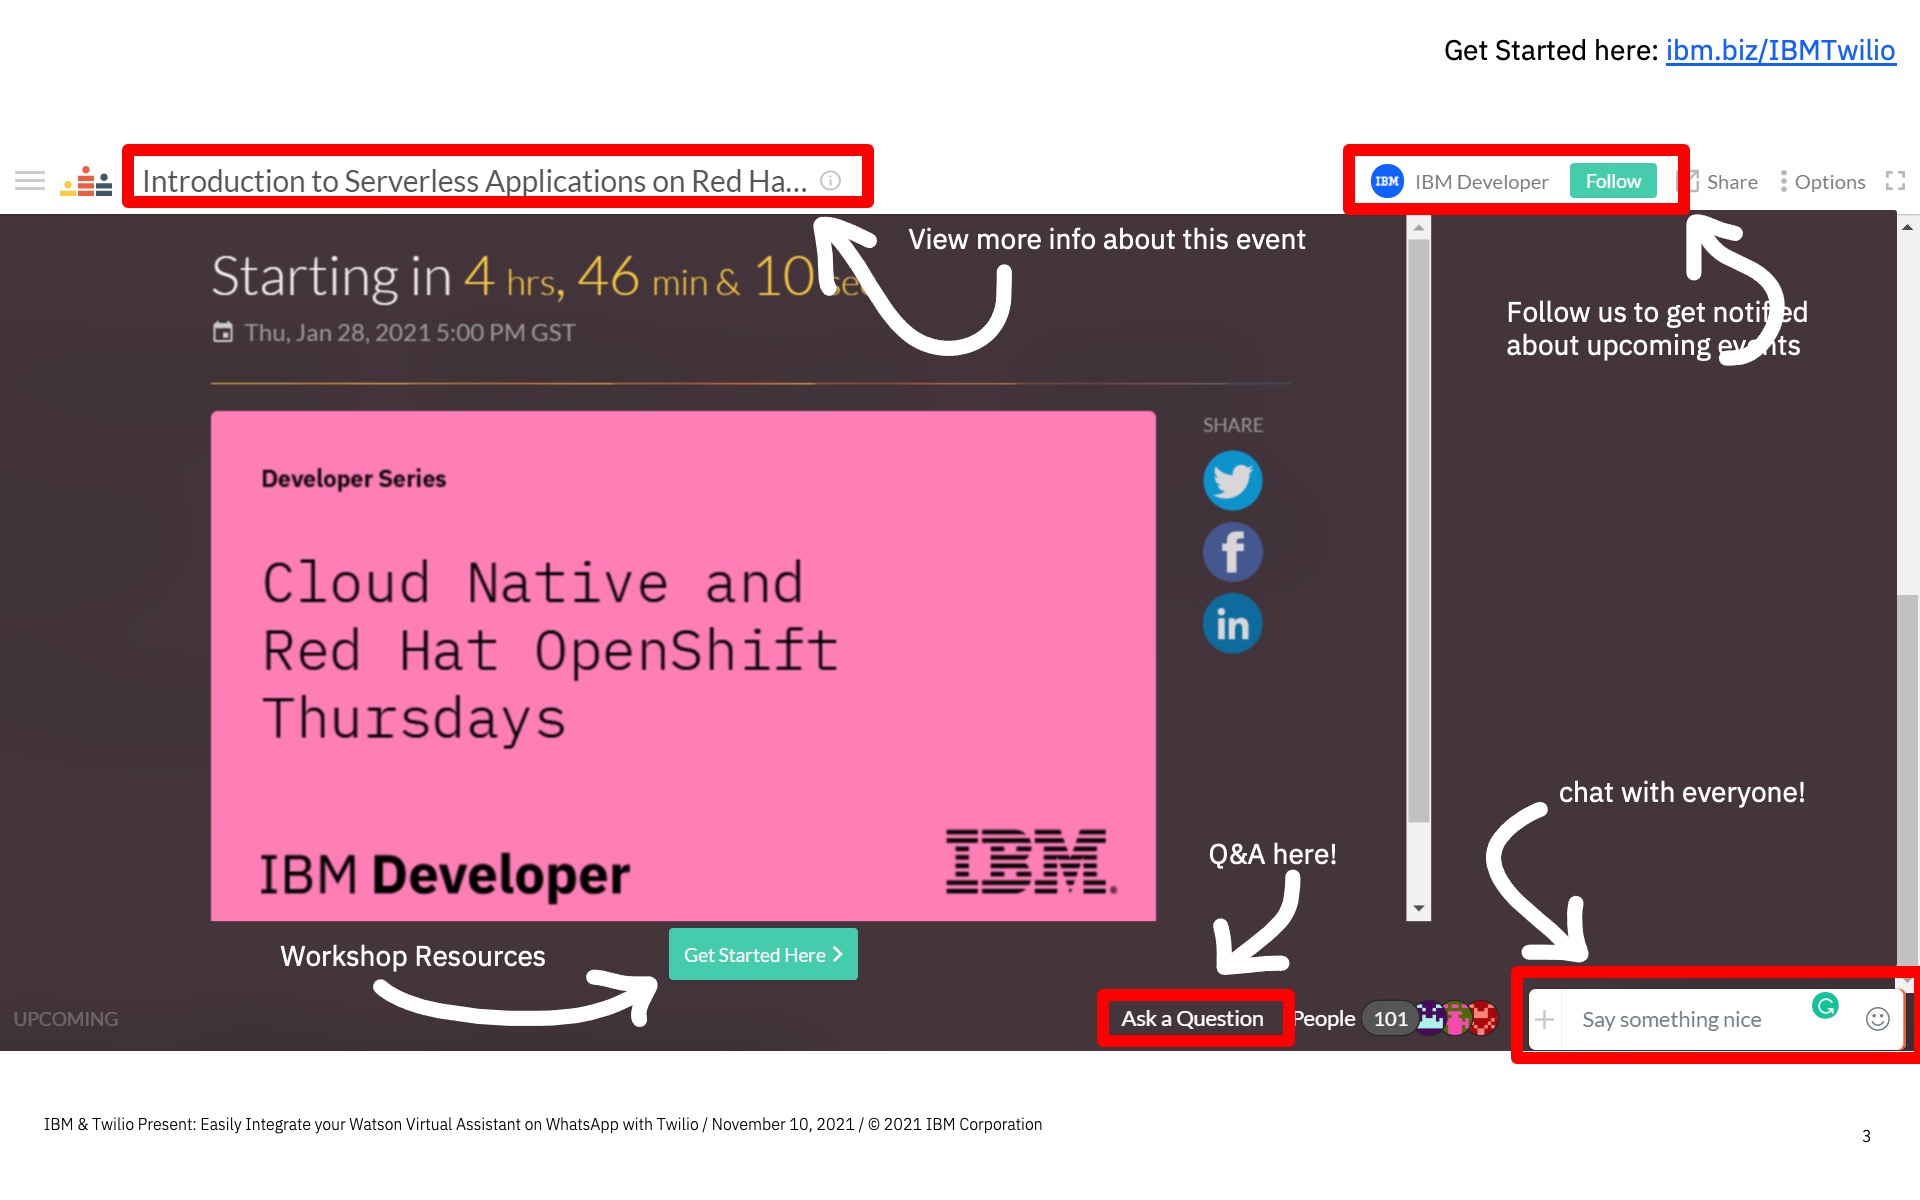 Get Started here: ibm.biz/IBMTwilio
Introduction to Serverless Applications on Red Ha...
IBM
IBM Developer
Follow
Share
Options
View more info about this event
Starting in 4 hrs, 46 min & 10 sec
Thu, Jan 28, 2021 5:00 PM GST
Follow us to get notified
about upcoming events
SHARE
Developer Series
Cloud Native and
Red Hat OpenShift
Thursdays
IBM Developer
IBM®
chat with everyone!
Q&A here!
Workshop Resources
Get Started Here
UPCOMING
Ask a Question
People 101
Say something nice
IBM & Twilio Present: Easily Integrate your Watson Virtual Assistant on WhatsApp with Twilio / November 10, 2021 / © 2021 IBM Corporation
3